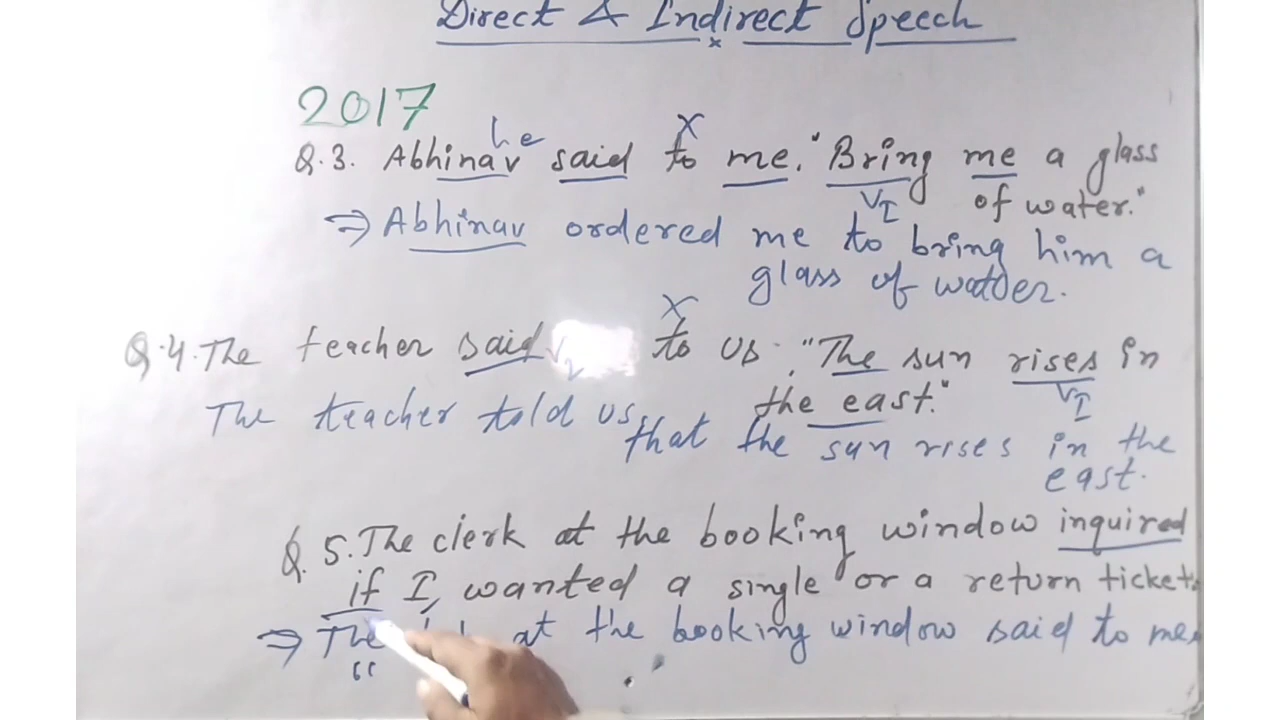 Direct & Indirect Speech
x
2017
he X
Q.3. Abhinav said to me. "Bring me a glass
VI of water."
⇒ Abhinav ordered me to bring him a
glass of water.
X
Q.4. The teacher said V2 to us, "The sun rises in
the east." VI
The teacher told us
that the sun rises in the
east.
Q. 5. The clerk at the booking window inquired
if I, wanted a single or a return ticket.
⇒ The at the booking window said to me,
"